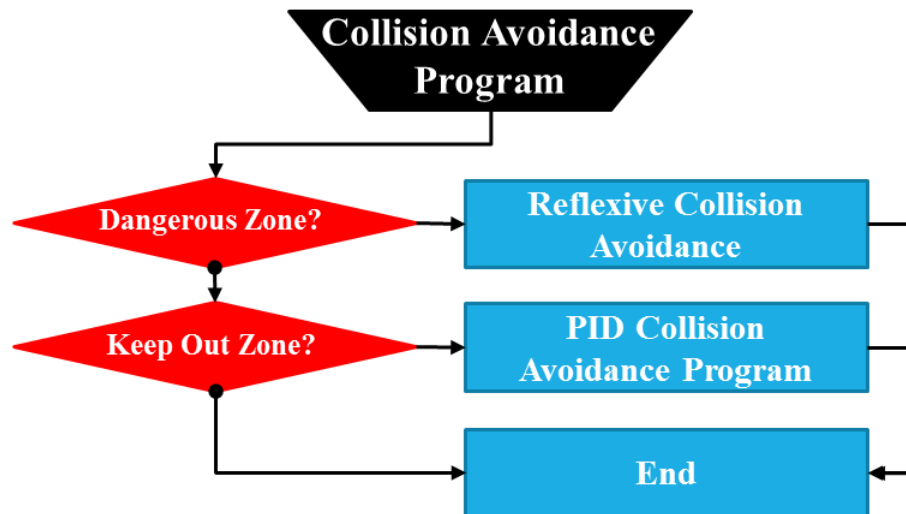 Collision Avoidance
Program
Dangerous Zone?
Reflexive Collision
Avoidance
Keep Out Zone?
PID Collision
Avoidance Program
End